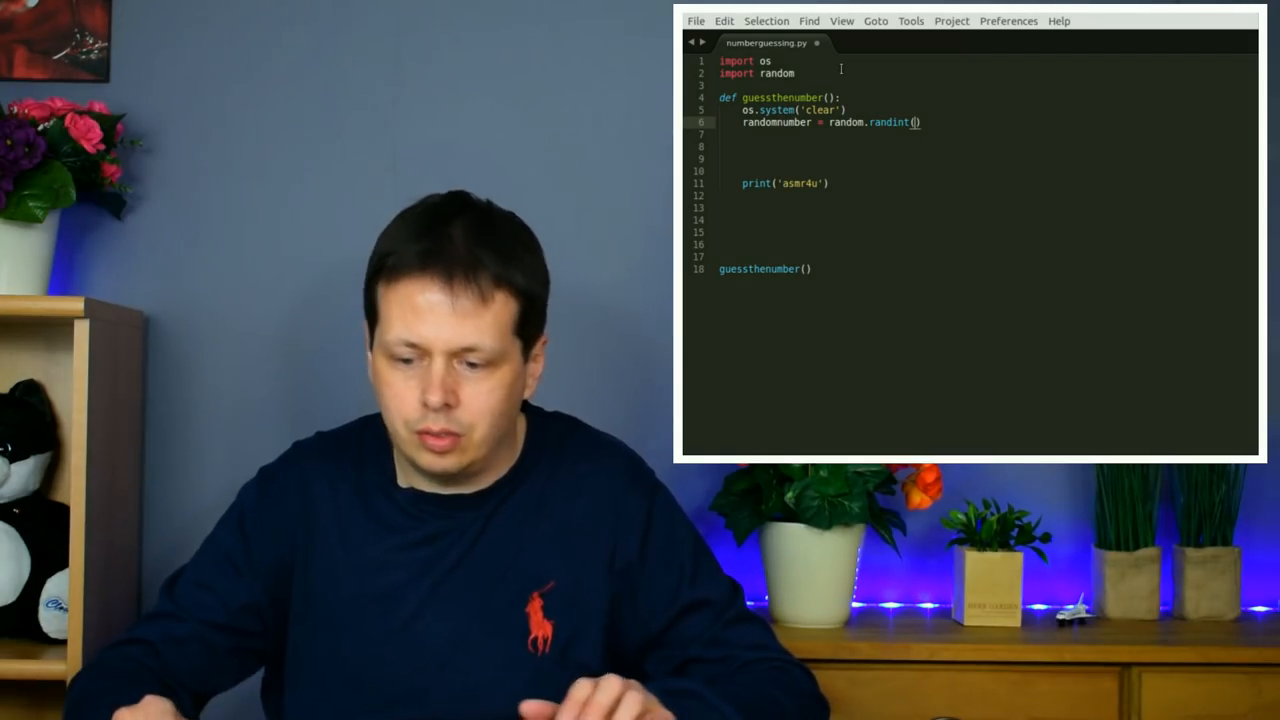 File Edit Selection Find View Goto Tools Project Preferences Help
numberguessing.py
1 import os
2 import random
3
4 def guessthenumber():
5 os.system('clear')
6 randomnumber = random.randint()
7
8
9
10
11 print('asmr4u')
12
13
14
15
16
17
18 guessthenumber()
HERB GARDEN